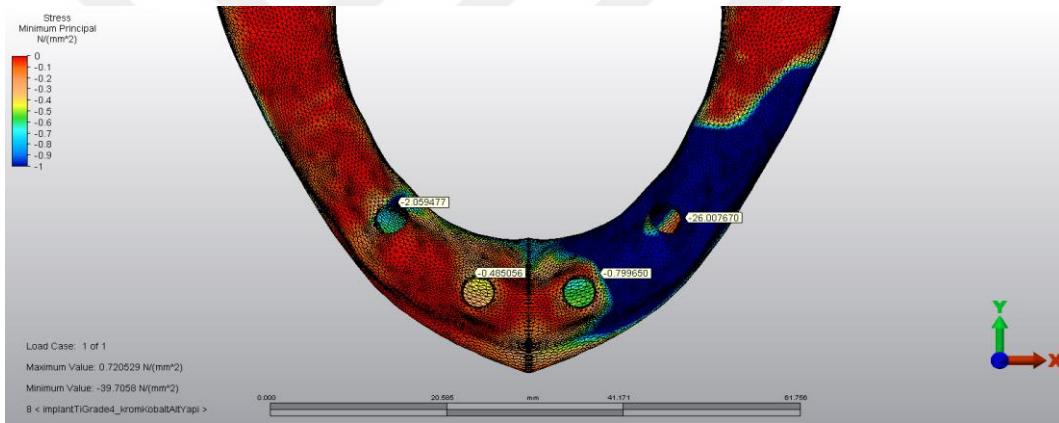 Stress
Minimum Principal
N/(mm^2)
0
-0.1
-0.2
-0.3
-0.4
-0.5
-0.6
-0.7
-0.8
-0.9
-1
-2.059477
-26.007670
-0.485056
-0.799650
Load Case: 1 of 1
Maximum Value: 0.720529 N/(mm^2)
Minimum Value: -39.7058 N/(mm^2)
0.000 20.585 mm 41.171 61.756
8 < implantTiGrade4_kromKobaltAltYapi >
Y
X